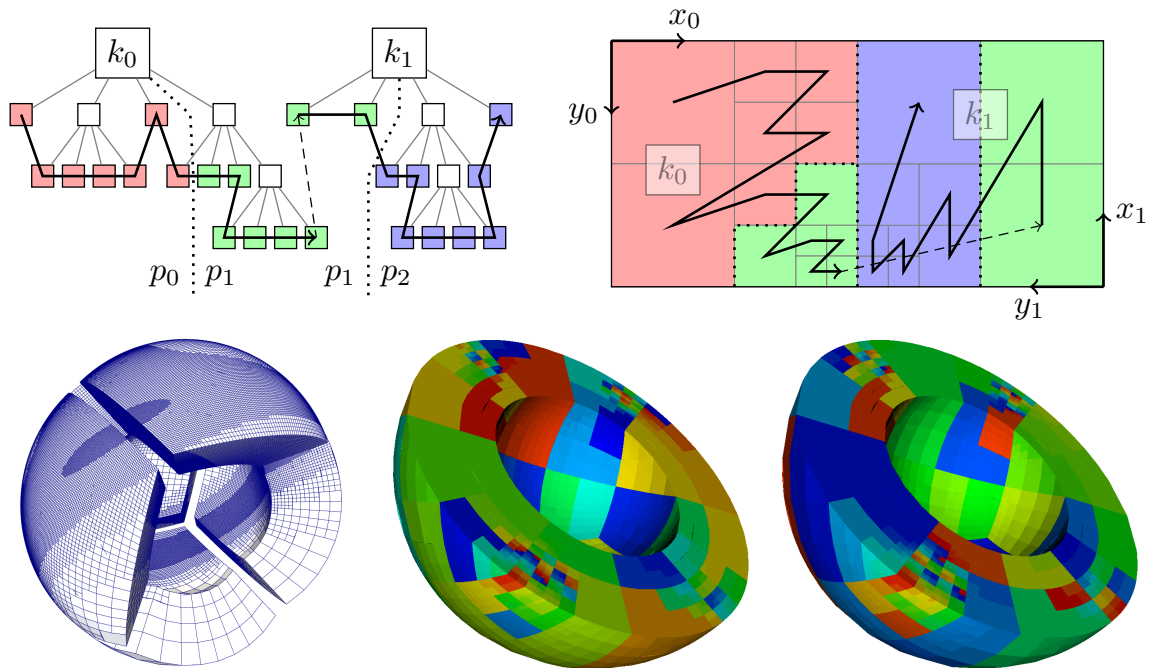 k₀
k₁
p₀
p₁
p₁
p₂
x₀
y₀
k₀
k₁
x₁
y₁